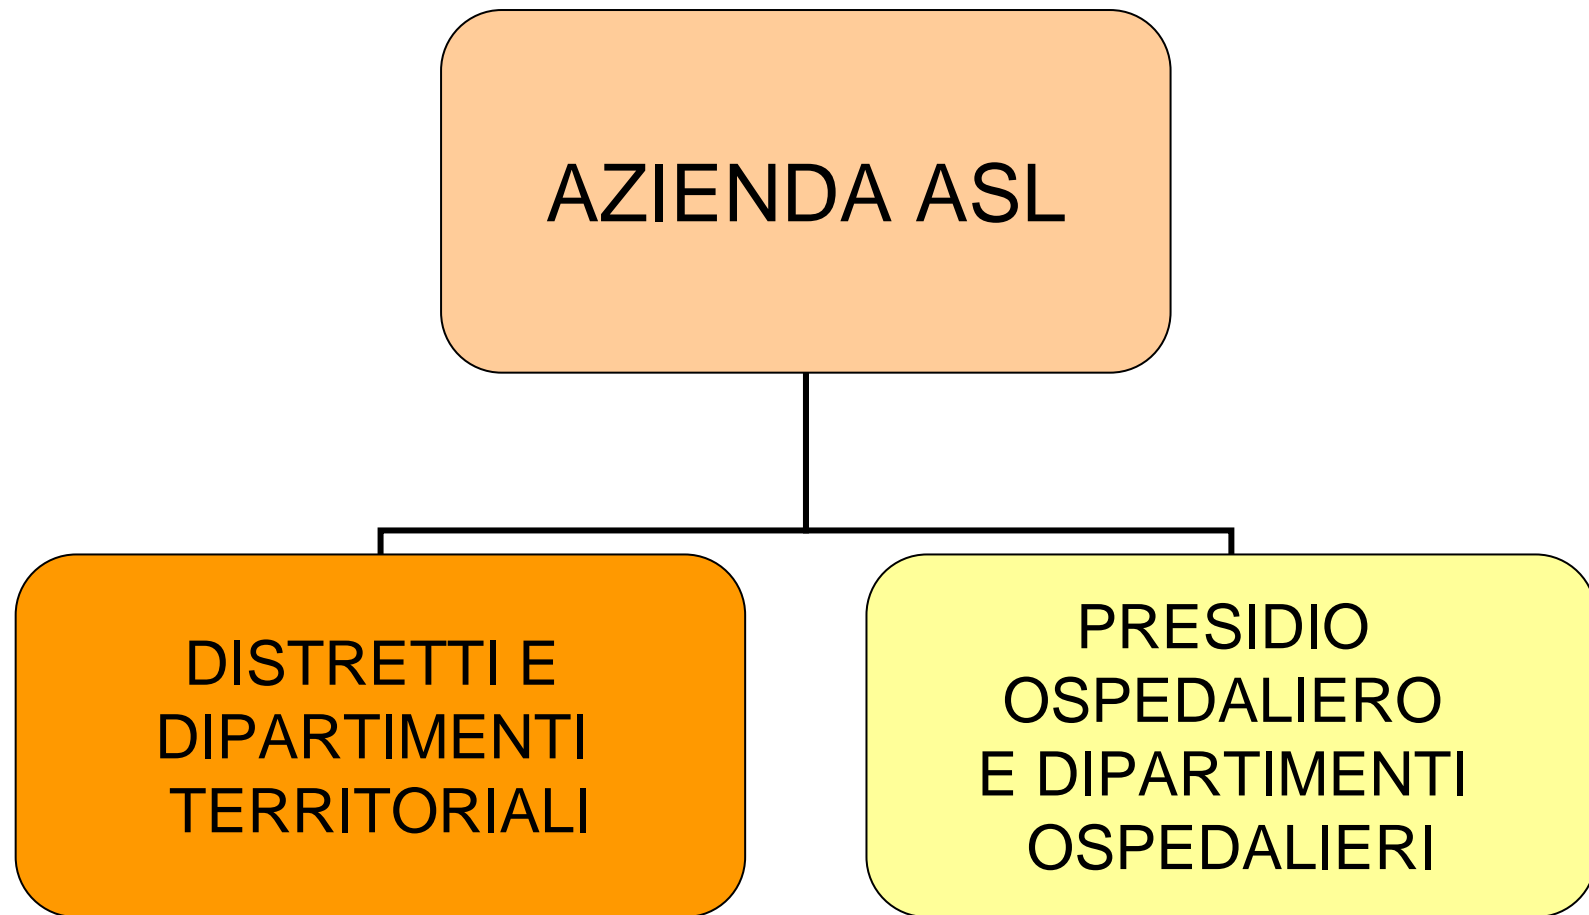 AZIENDA ASL
DISTRETTI E
DIPARTIMENTI
TERRITORIALI
PRESIDIO
OSPEDALIERO
E DIPARTIMENTI
OSPEDALIERI